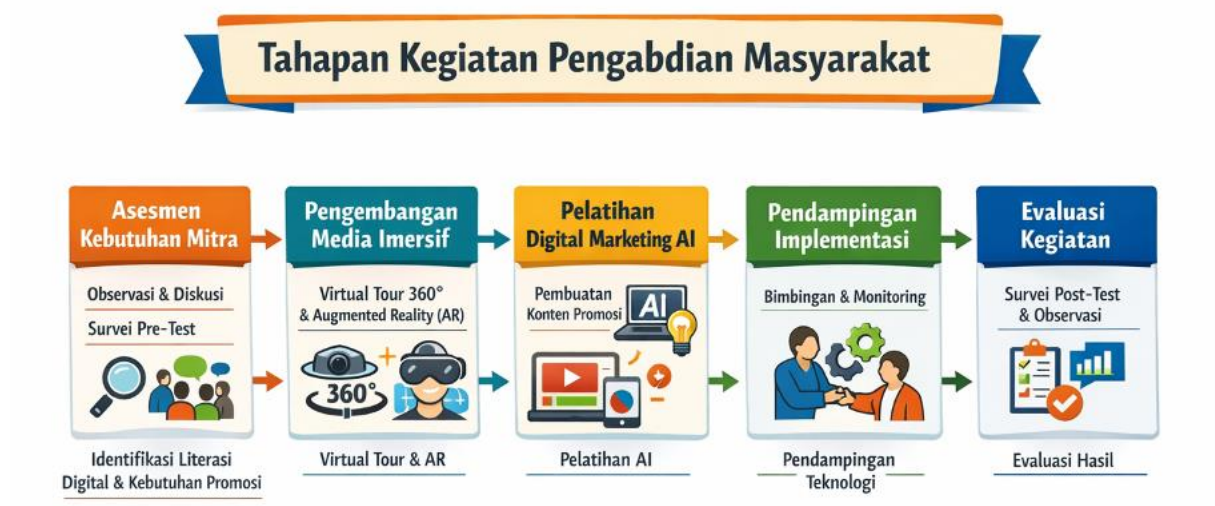 Tahapan Kegiatan Pengabdian Masyarakat
Asesmen
Kebutuhan Mitra
Observasi & Diskusi
Survei Pre-Test
Identifikasi Literasi
Digital & Kebutuhan Promosi
Pengembangan
Media Imersif
Virtual Tour 360°
& Augmented Reality (AR)
360°
Virtual Tour & AR
Pelatihan
Digital Marketing AI
Pembuatan
Konten Promosi
AI
Pelatihan AI
Pendampingan
Implementasi
Bimbingan & Monitoring
Pendampingan
Teknologi
Evaluasi
Kegiatan
Survei Post-Test
& Observasi
Evaluasi Hasil